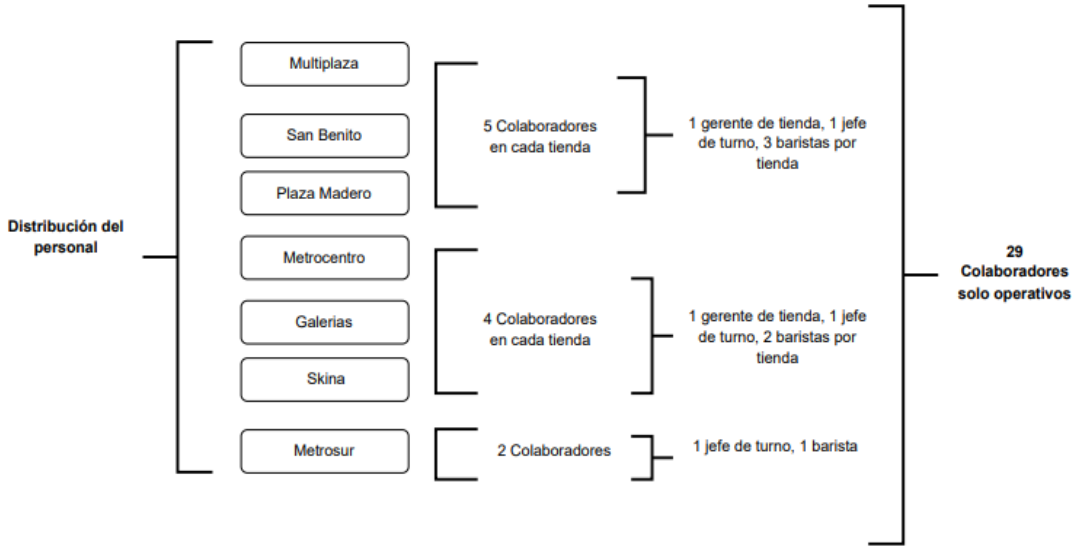 Distribución del
personal
Multiplaza
San Benito
Plaza Madero
Metrocentro
Galerias
Skina
Metrosur
5 Colaboradores
en cada tienda
1 gerente de tienda, 1 jefe
de turno, 3 baristas por
tienda
4 Colaboradores
en cada tienda
1 gerente de tienda, 1 jefe
de turno, 2 baristas por
tienda
2 Colaboradores
1 jefe de turno, 1 barista
29
Colaboradores
solo operativos